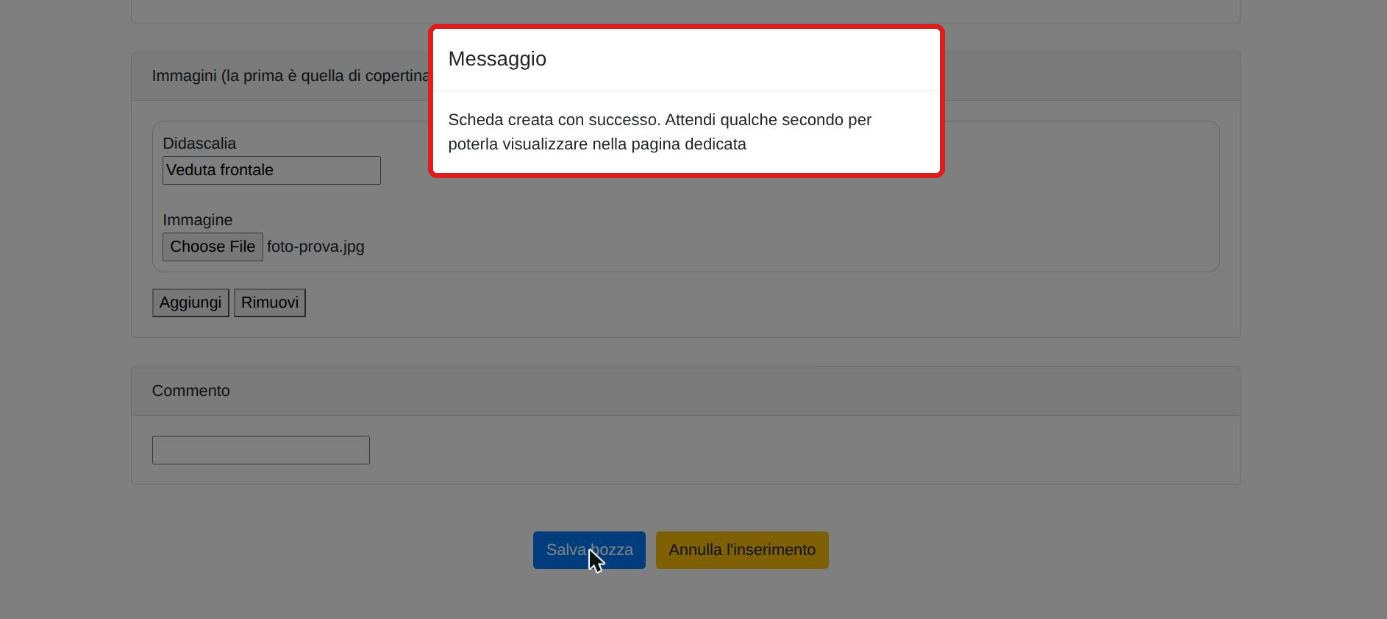 Messaggio
Scheda creata con successo. Attendi qualche secondo per
poterla visualizzare nella pagina dedicata
Immagini (la prima è quella di copertina
Didascalia
Veduta frontale
Immagine
Choose File foto-prova.jpg
Aggiungi Rimuovi
Commento
Salva bozza Annulla l'inserimento